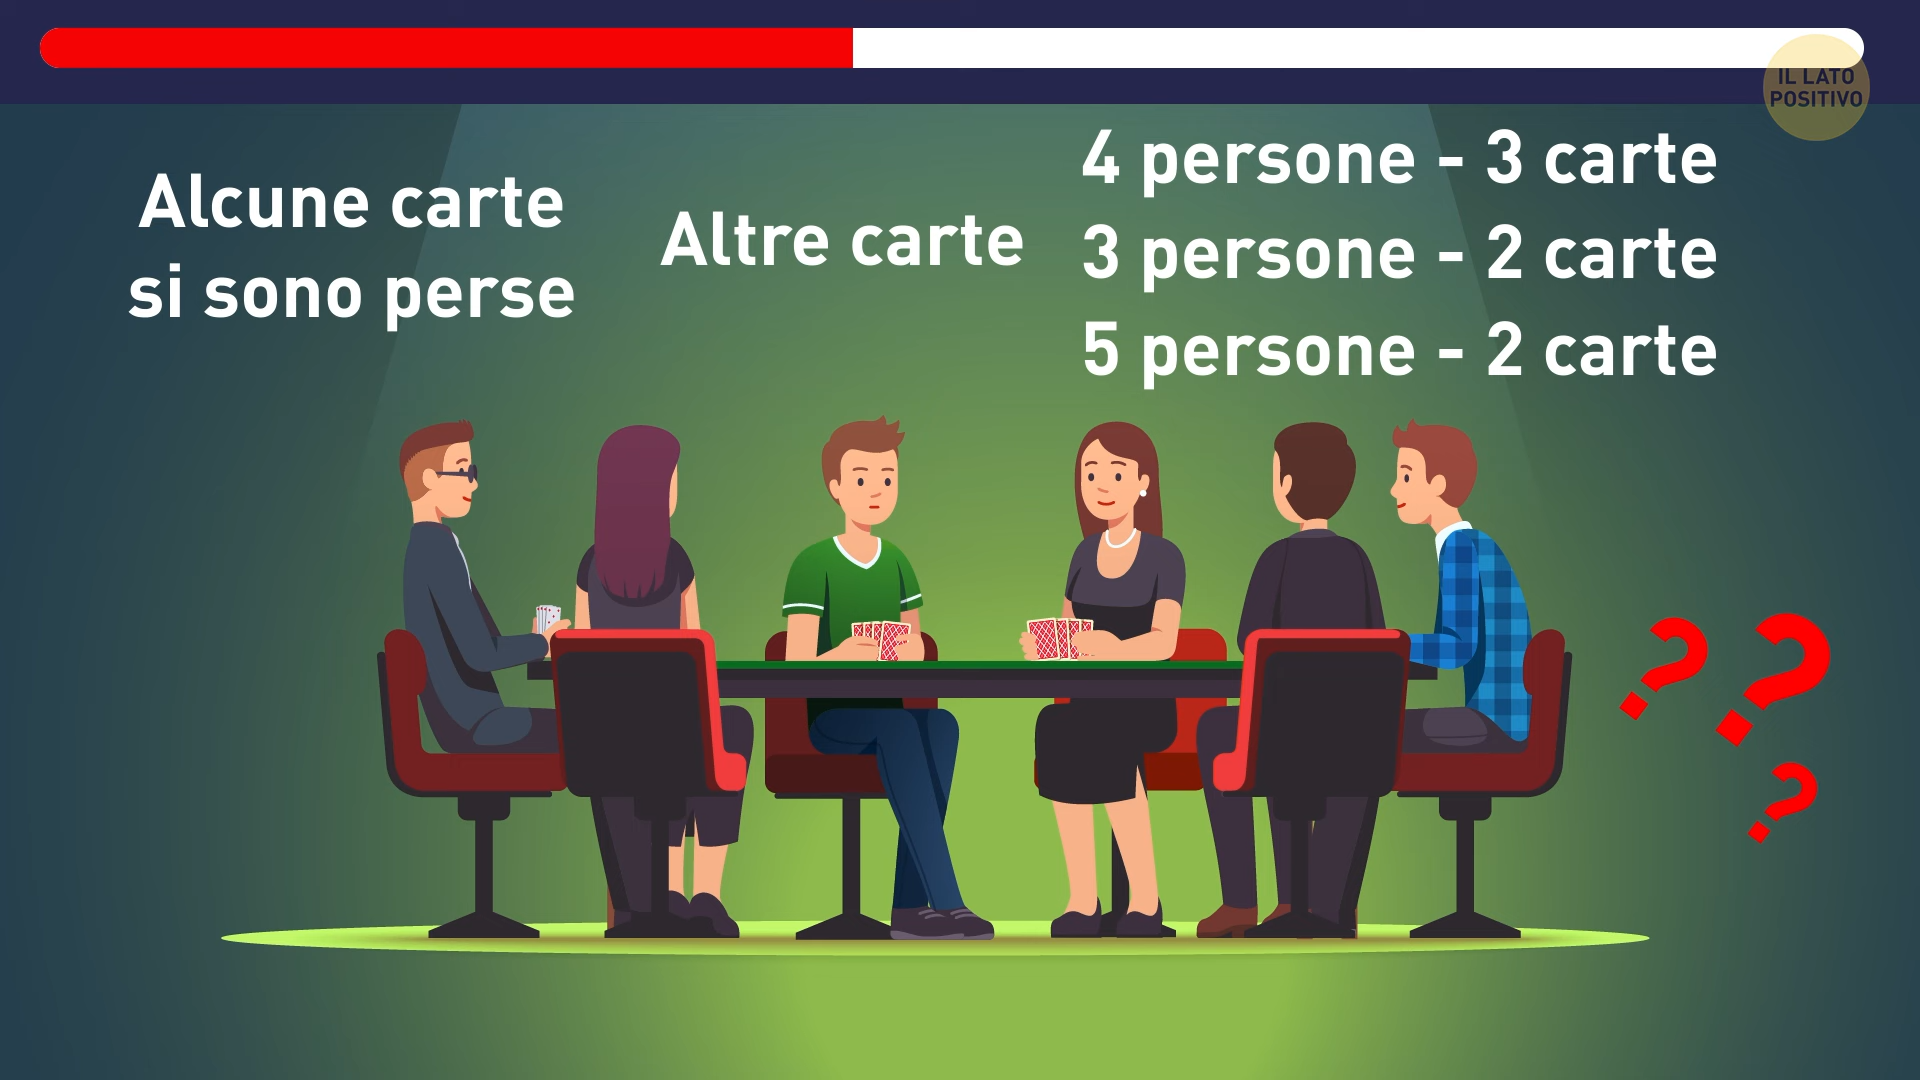 IL LATO
POSITIVO
Alcune carte
si sono perse
Altre carte
4 persone - 3 carte
3 persone - 2 carte
5 persone - 2 carte
? ? ?